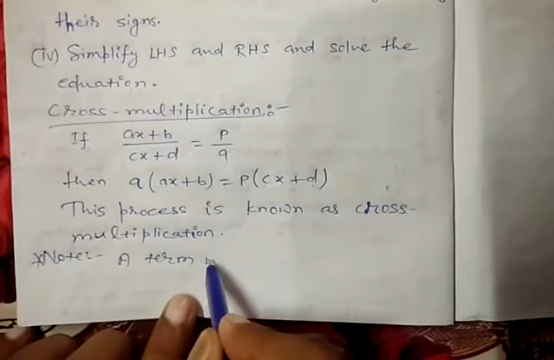 their signs.
(iv) Simplify LHS and RHS and solve the
equation.
Cross-multiplication:-
If ax+b/cx+d = p/q
then q(ax+b) = p(cx+d)
This process is known as cross-
multiplication.
*Note:- A term